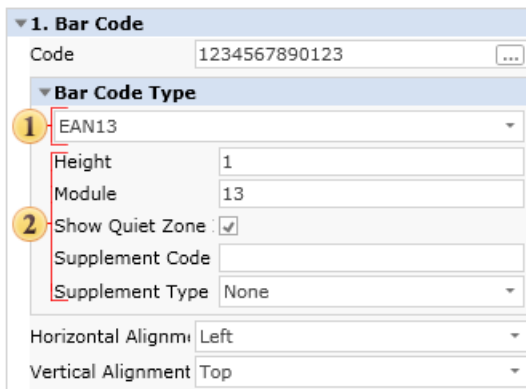 1. Bar Code
Code 1234567890123 ...
Bar Code Type
1 EAN13
Height 1
Module 13
2 Show Quiet Zone
Supplement Code
Supplement Type None
Horizontal Alignm Left
Vertical Alignment Top